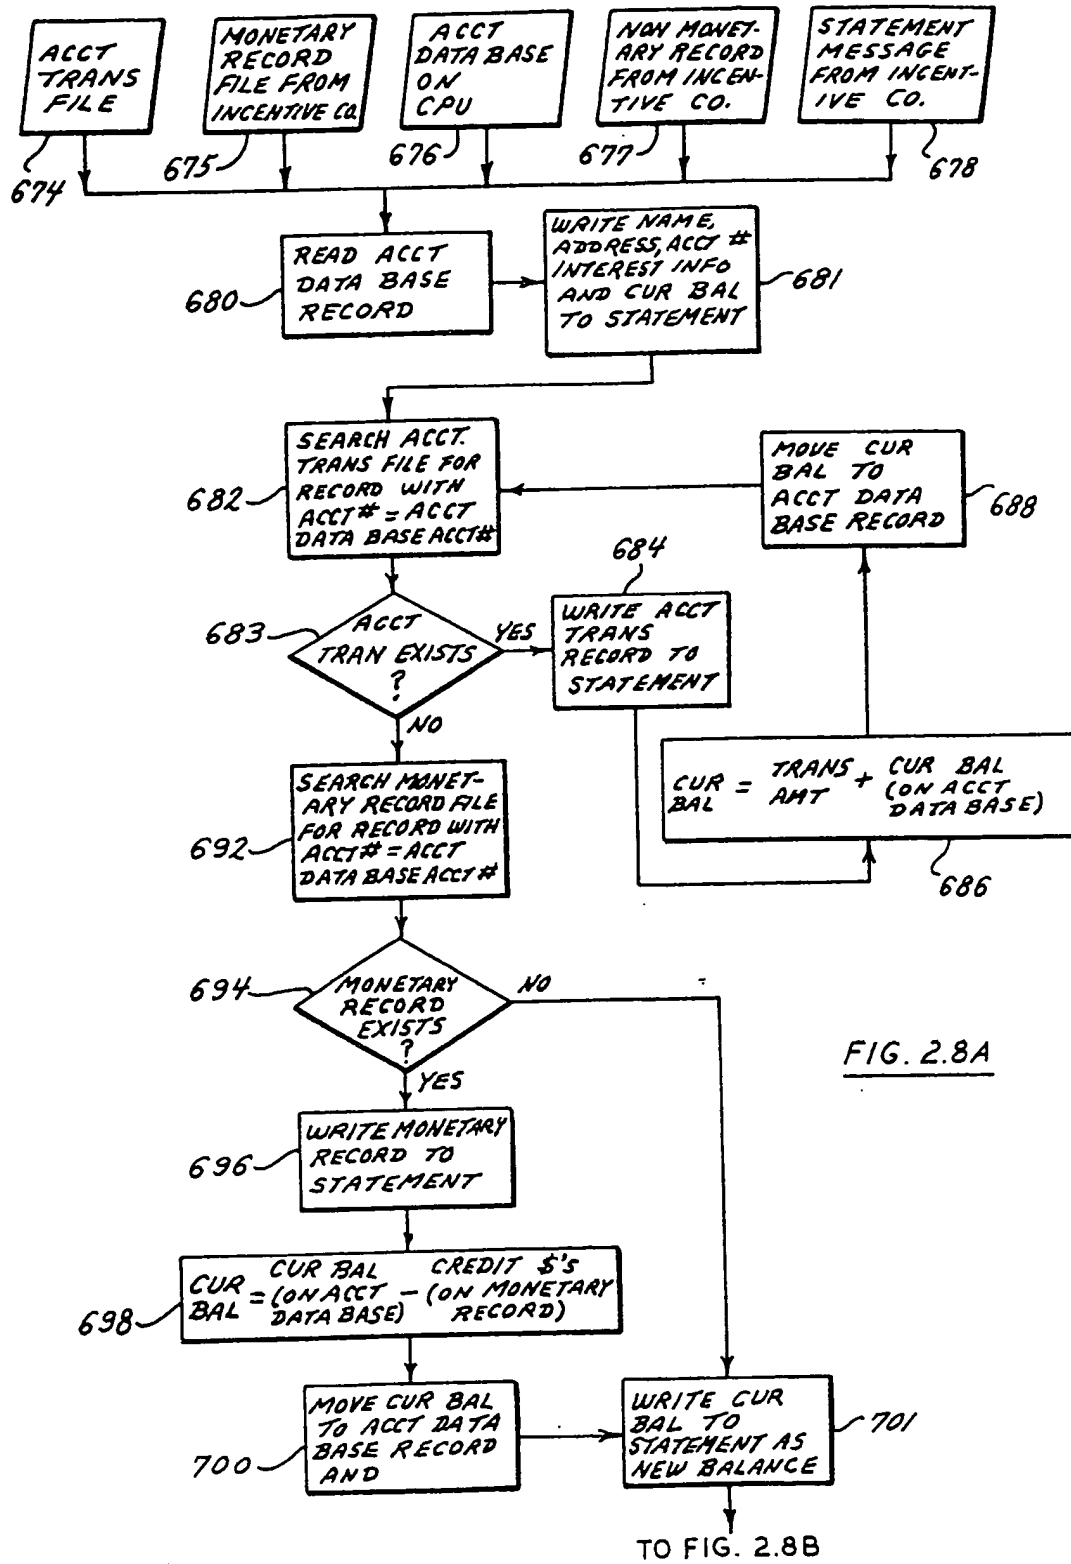 ACCT
TRANS
FILE
674
MONETARY
RECORD
FILE FROM
INCENTIVE CO.
675
ACCT
DATA BASE
ON
CPU
676
NON MONET-
ARY RECORD
FROM INCEN-
TIVE CO.
677
STATEMENT
MESSAGE
FROM INCENT-
IVE CO.
678
READ ACCT
DATA BASE
RECORD
680
WRITE NAME,
ADDRESS, ACCT #
INTEREST INFO
AND CUR BAL
TO STATEMENT
681
SEARCH ACCT.
TRANS FILE FOR
RECORD WITH
ACCT# = ACCT
DATA BASE ACCT#
682
MOVE CUR
BAL TO
ACCT DATA
BASE RECORD
688
ACCT
TRAN EXISTS
?
683
YES
NO
684
WRITE ACCT
TRANS
RECORD TO
STATEMENT
CUR BAL = TRANS AMT + CUR BAL
(ON ACCT
DATA BASE)
686
SEARCH MONET-
ARY RECORD FILE
FOR RECORD WITH
ACCT# = ACCT
DATA BASE ACCT#
692
MONETARY
RECORD
EXISTS
?
694
NO
YES
FIG. 2.8A
WRITE MONETARY
RECORD TO
STATEMENT
696
CUR BAL = CUR BAL (ON ACCT DATA BASE) - CREDIT $'S (ON MONETARY RECORD)
698
MOVE CUR BAL
TO ACCT DATA
BASE RECORD
AND
700
WRITE CUR
BAL TO
STATEMENT AS
NEW BALANCE
701
TO FIG. 2.8B